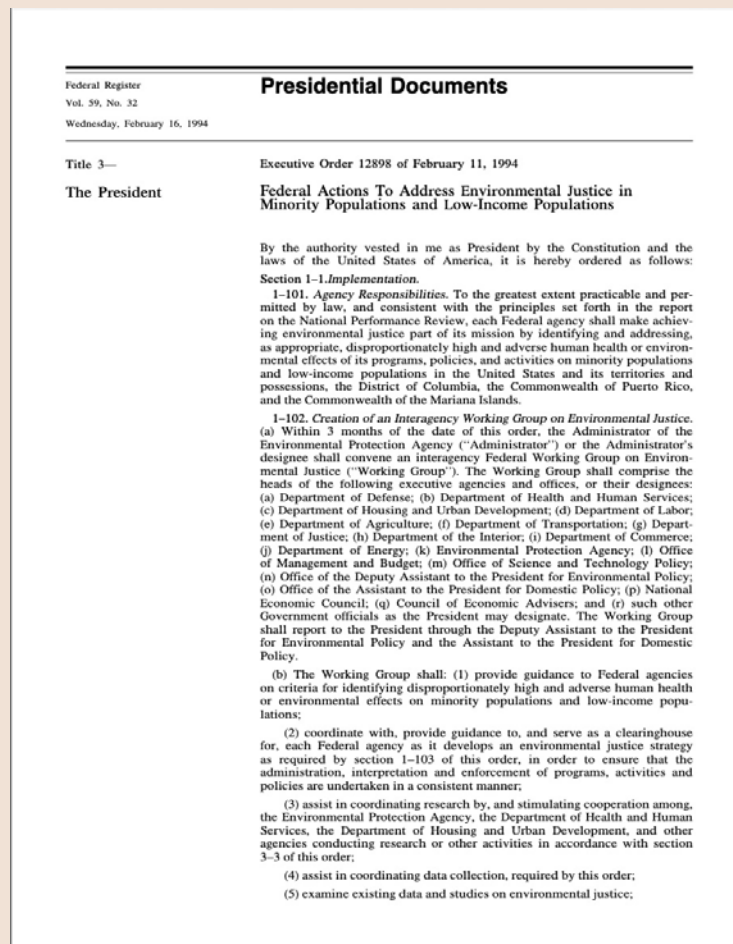 Federal Register
Vol. 59, No. 32
Wednesday, February 16, 1994
Presidential Documents
Title 3—
The President
Executive Order 12898 of February 11, 1994
Federal Actions To Address Environmental Justice in
Minority Populations and Low-Income Populations
By the authority vested in me as President by the Constitution and the
laws of the United States of America, it is hereby ordered as follows:
Section 1–1.Implementation.
1–101. Agency Responsibilities. To the greatest extent practicable and per-
mitted by law, and consistent with the principles set forth in the report
on the National Performance Review, each Federal agency shall make achiev-
ing environmental justice part of its mission by identifying and addressing,
as appropriate, disproportionately high and adverse human health or environ-
mental effects of its programs, policies, and activities on minority populations
and low-income populations in the United States and its territories and
possessions, the District of Columbia, the Commonwealth of Puerto Rico,
and the Commonwealth of the Mariana Islands.
1–102. Creation of an Interagency Working Group on Environmental Justice.
(a) Within 3 months of the date of this order, the Administrator of the
Environmental Protection Agency (“Administrator”) or the Administrator’s
designee shall convene an interagency Federal Working Group on Environ-
mental Justice (“Working Group”). The Working Group shall comprise the
heads of the following executive agencies and offices, or their designees:
(a) Department of Defense; (b) Department of Health and Human Services;
(c) Department of Housing and Urban Development; (d) Department of Labor;
(e) Department of Agriculture; (f) Department of Transportation; (g) Depart-
ment of Justice; (h) Department of the Interior; (i) Department of Commerce;
(j) Department of Energy; (k) Environmental Protection Agency; (l) Office
of Management and Budget; (m) Office of Science and Technology Policy;
(n) Office of the Deputy Assistant to the President for Environmental Policy;
(o) Office of the Assistant to the President for Domestic Policy; (p) National
Economic Council; (q) Council of Economic Advisers; and (r) such other
Government officials as the President may designate. The Working Group
shall report to the President through the Deputy Assistant to the President
for Environmental Policy and the Assistant to the President for Domestic
Policy.
(b) The Working Group shall: (1) provide guidance to Federal agencies
on criteria for identifying disproportionately high and adverse human health
or environmental effects on minority populations and low-income popu-
lations;
(2) coordinate with, provide guidance to, and serve as a clearinghouse
for, each Federal agency as it develops an environmental justice strategy
as required by section 1–103 of this order, in order to ensure that the
administration, interpretation and enforcement of programs, activities and
policies are undertaken in a consistent manner;
(3) assist in coordinating research by, and stimulating cooperation among,
the Environmental Protection Agency, the Department of Health and Human
Services, the Department of Housing and Urban Development, and other
agencies conducting research or other activities in accordance with section
3–3 of this order;
(4) assist in coordinating data collection, required by this order;
(5) examine existing data and studies on environmental justice;